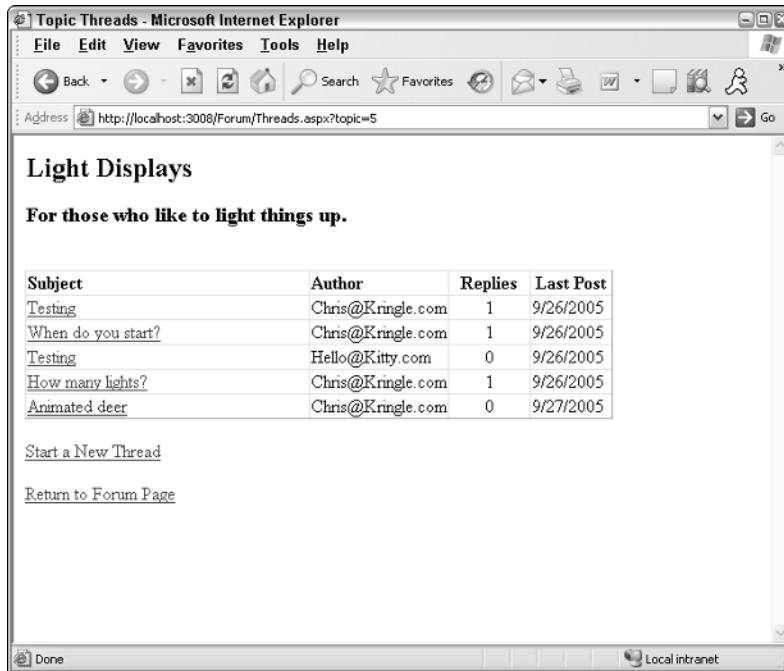 Topic Threads - Microsoft Internet Explorer
File Edit View Favorites Tools Help
Back Search Favorites
Address http://localhost:3008/Forum/Threads.aspx?topic=5 Go
Light Displays
For those who like to light things up.
Subject Author Replies Last Post
Testing Chris@Kringle.com 1 9/26/2005
When do you start? Chris@Kringle.com 1 9/26/2005
Testing Hello@Kitty.com 0 9/26/2005
How many lights? Chris@Kringle.com 1 9/26/2005
Animated deer Chris@Kringle.com 0 9/27/2005
Start a New Thread
Return to Forum Page
Done Local intranet